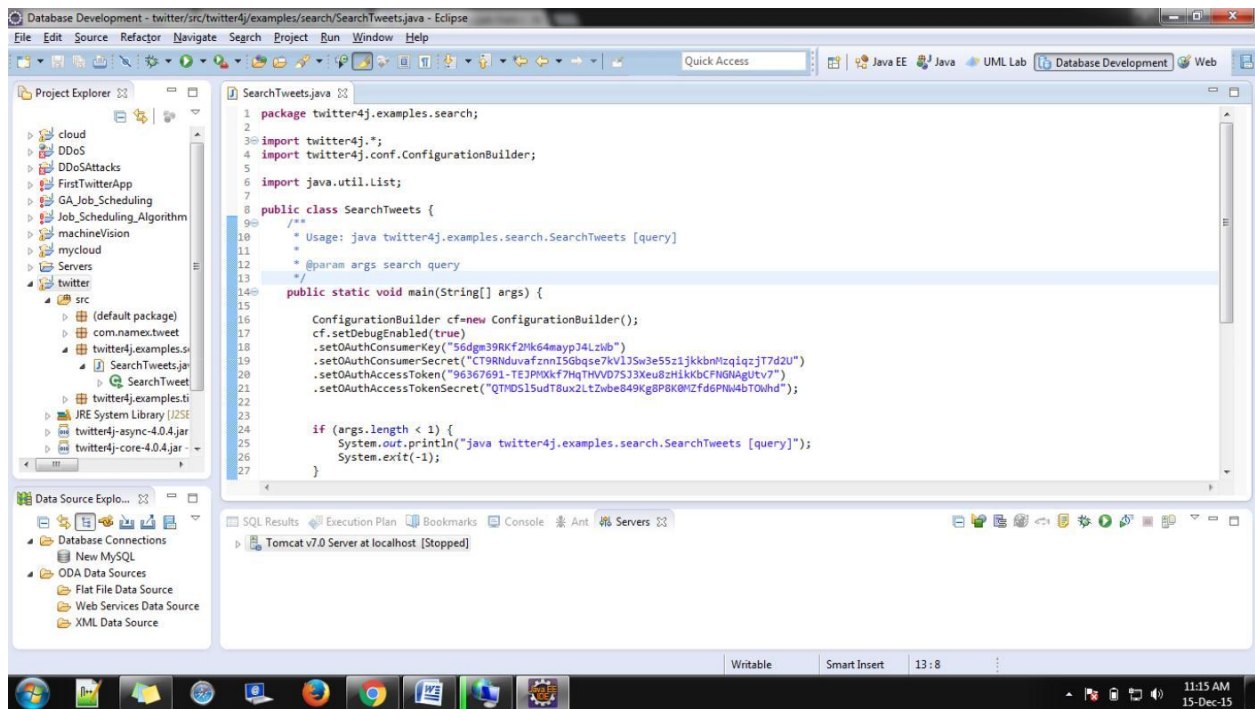 Database Development - twitter/src/twitter4j/examples/search/SearchTweets.java - Eclipse
File Edit Source Refactor Navigate Search Project Run Window Help
Quick Access
Java EE
Java
UML Lab
Database Development
Web
Project Explorer
cloud
DDoS
DDoSAttacks
FirstTwitterApp
GA_Job_Scheduling
Job_Scheduling_Algorithm
machineVision
mycloud
Servers
twitter
src
(default package)
com.namex.tweet
twitter4j.examples.s
SearchTweets.ja
SearchTweet
twitter4j.examples.ti
JRE System Library [J2SE
twitter4j-async-4.0.4.jar
twitter4j-core-4.0.4.jar -
SearchTweets.java
1 package twitter4j.examples.search;
2
3 import twitter4j.*;
4 import twitter4j.conf.ConfigurationBuilder;
5
6 import java.util.List;
7
8 public class SearchTweets {
9 /**
10 * Usage: java twitter4j.examples.search.SearchTweets [query]
11 *
12 * @param args search query
13 */
14 public static void main(String[] args) {
15
16 ConfigurationBuilder cf=new ConfigurationBuilder();
17 cf.setDebugEnabled(true)
18 .setOAuthConsumerKey("56dgm39RKf2Mk64maypJ4LzWb")
19 .setOAuthConsumerSecret("CT9RNduvafznnI5Gbqse7kVlJSw3e55z1jkkbnMzqiqzjT7d2U")
20 .setOAuthAccessToken("96367691-TEJPMXkf7HqTHVVD7SJ3Xeu8zHikKbCFNGNAgUtv7")
21 .setOAuthAccessTokenSecret("QTMDSl5udT8ux2LtZwbe849Kg8P8K0MZfd6PNW4bTOWhd");
22
23
24 if (args.length < 1) {
25 System.out.println("java twitter4j.examples.search.SearchTweets [query]");
26 System.exit(-1);
27 }
Data Source Explo...
Database Connections
New MySQL
ODA Data Sources
Flat File Data Source
Web Services Data Source
XML Data Source
SQL Results Execution Plan Bookmarks Console Ant Servers
Tomcat v7.0 Server at localhost [Stopped]
Writable Smart Insert 13 : 8
11:15 AM
15-Dec-15